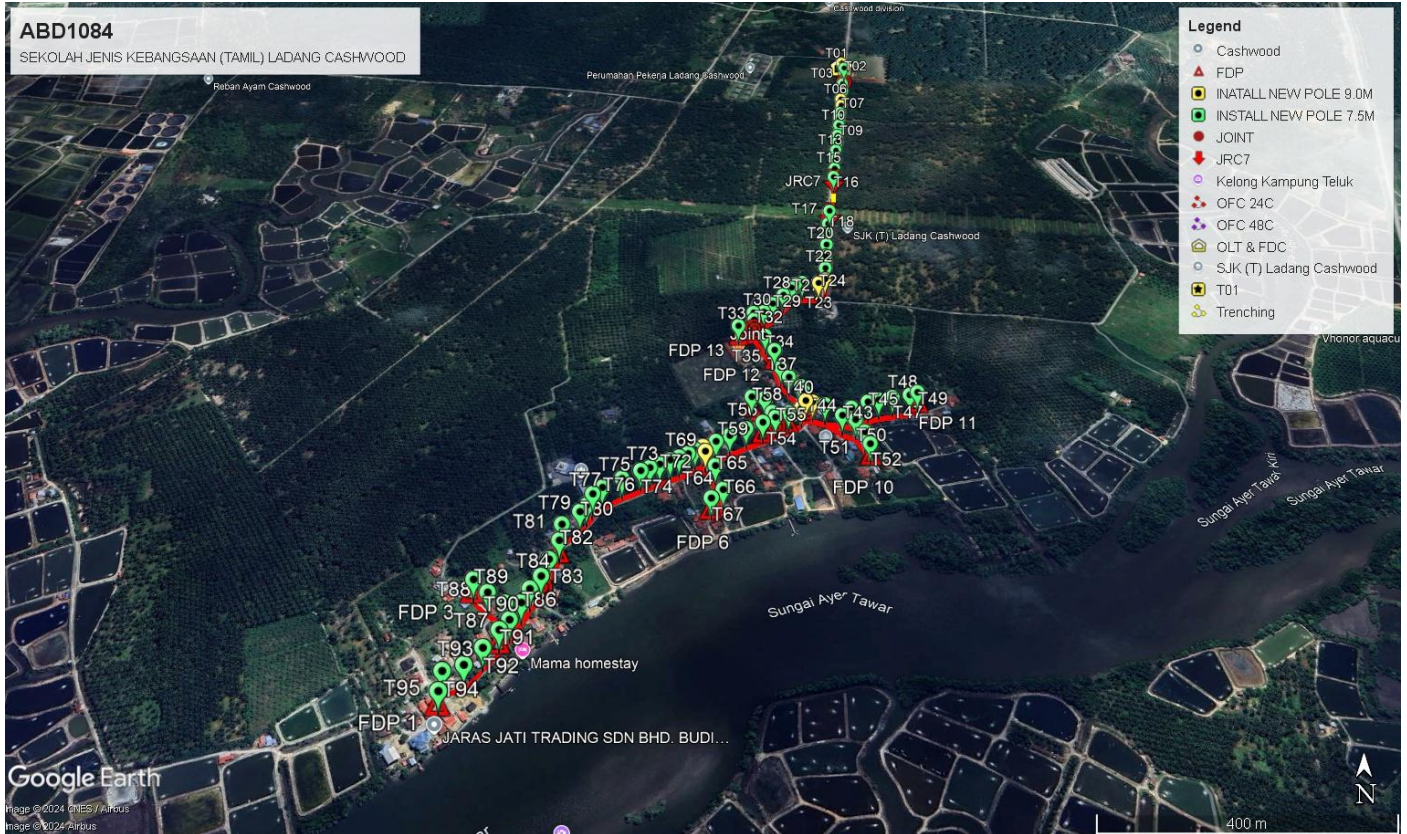 ABD1084
SEKOLAH JENIS KEBANGSAAN (TAMIL) LADANG CASHWOOD
Legend
Cashwood
FDP
INATALL NEW POLE 9.0M
INSTALL NEW POLE 7.5M
JOINT
JRC7
Kelong Kampung Teluk
OFC 24C
OFC 48C
OLT & FDC
SJK (T) Ladang Cashwood
T01
Trenching
Cashwood division
Perumahan Pekerja Ladang Cashwood
Reban Ayam Cashwood
T01
T02
T03
T06
T07
T10
T09
T13
T15
JRC7
T16
T17
T18
T20
SJK (T) Ladang Cashwood
T22
T24
T28
T23
T30
T29
T33
T32
Joint
T34
FDP 13
T35
T37
FDP 12
T40
Vhonor aquacu
T48
T58
T45
T49
T44
T47
T55
T43
FDP 11
T59
T54
T50
T69
T51
T52
T73
T72
T65
T75
T64
T74
FDP 10
T77
T76
T66
T79
T80
T67
Sungai Ayer Tawar Kiri
Sungai Ayer Tawar
T81
T82
FDP 6
T84
T83
T89
T88
T90
T86
FDP 3
T87
Sungai Ayer Tawar
T91
T93
T92
Mama homestay
T95
T94
FDP 1
JARAS JATI TRADING SDN BHD. BUDI...
Google Earth
Image © 2024 CNES / Airbus
Image © 2024 Airbus
N
400 m